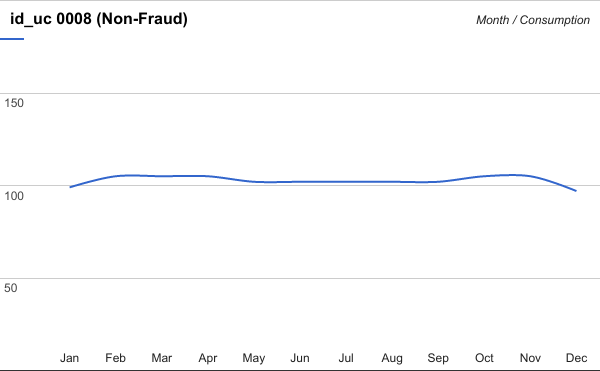 id_uc 0008 (Non-Fraud)
Month / Consumption
150
100
50
Jan Feb Mar Apr May Jun Jul Aug Sep Oct Nov Dec